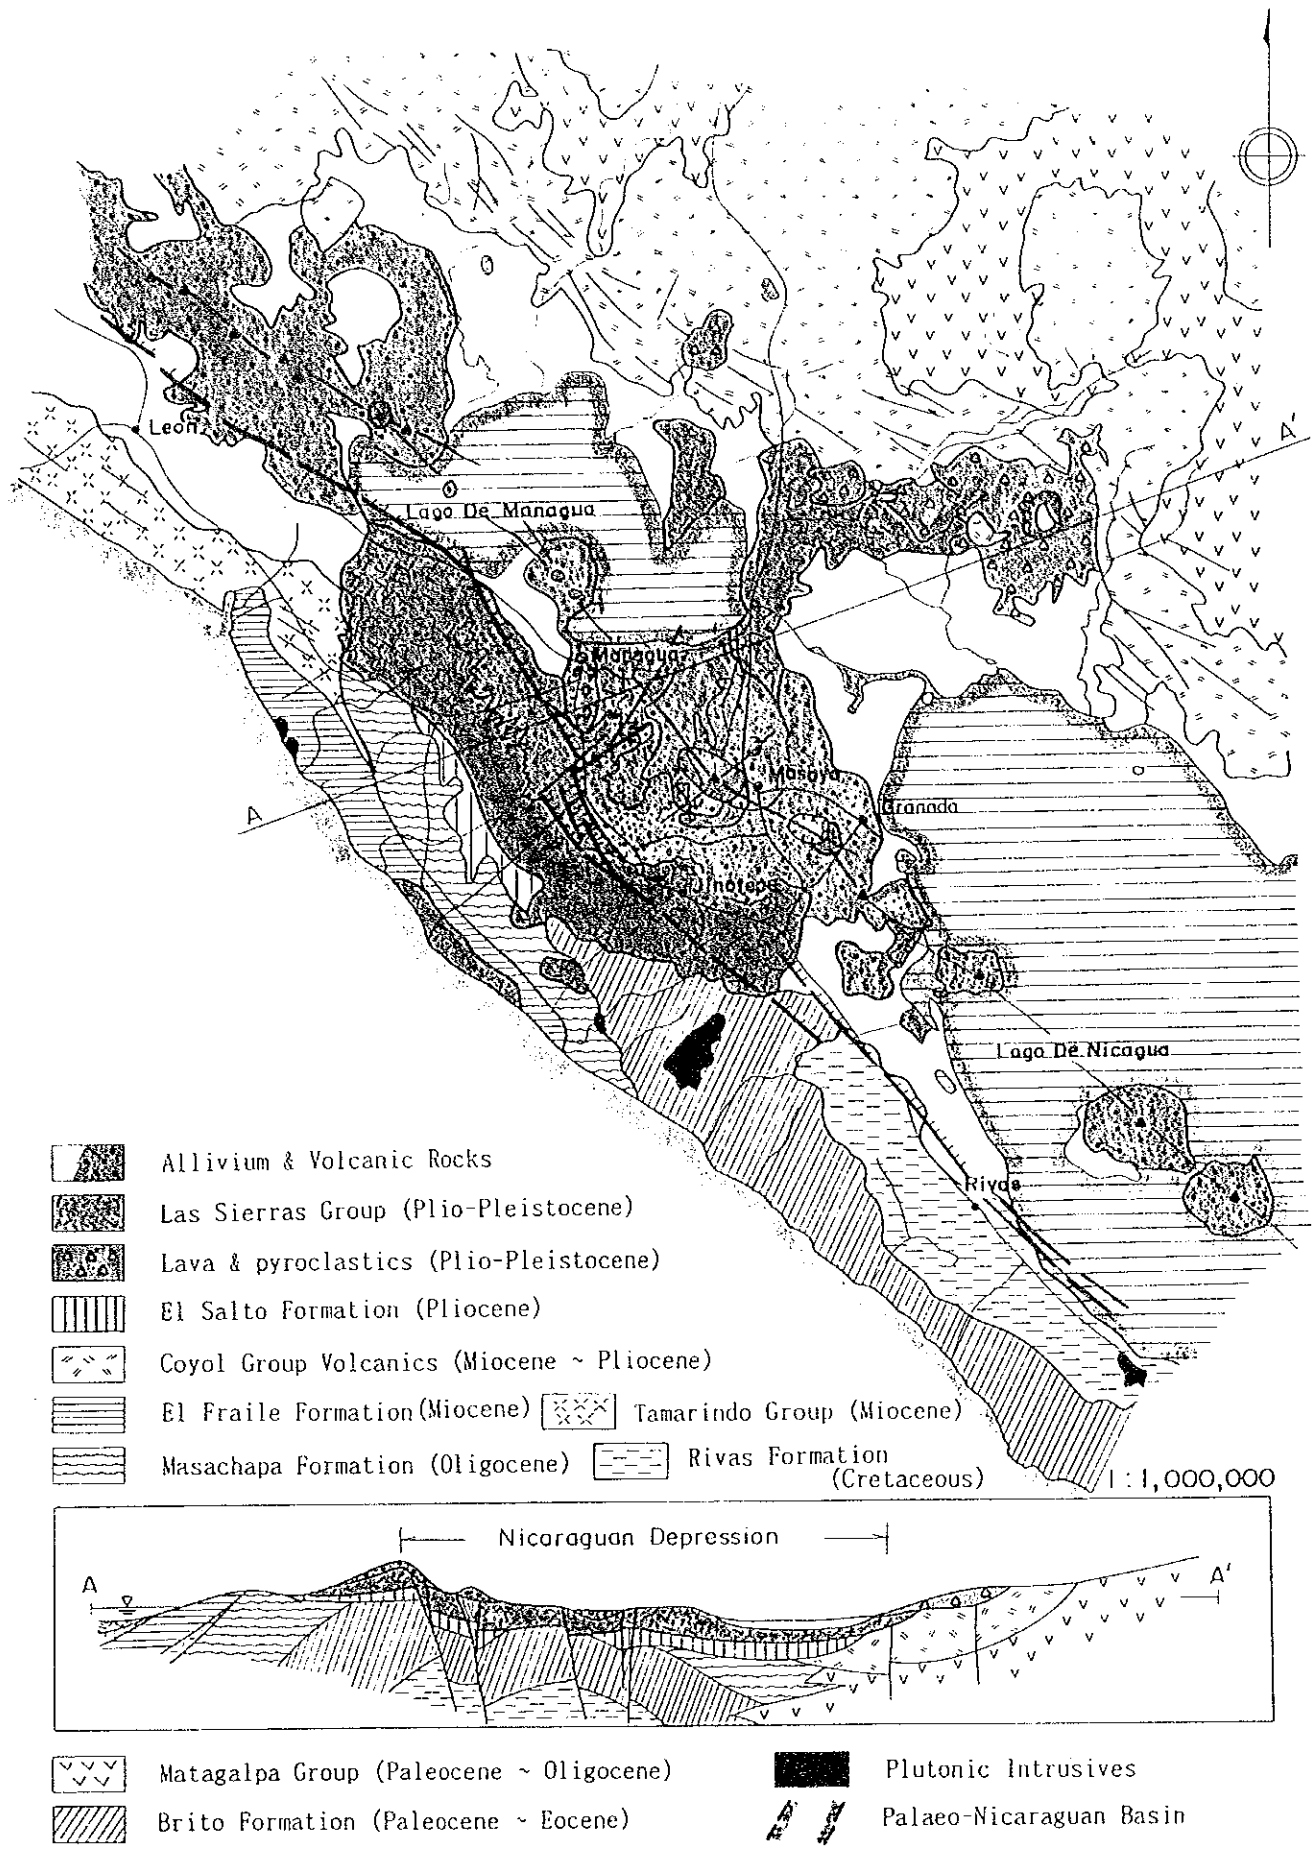 Leon
A'
Lago De Managua
Managua
Masaya
Granada
A
Jinotepe
Lago De Nicagua
Rivas
Allivium & Volcanic Rocks
Las Sierras Group (Plio-Pleistocene)
Lava & pyroclastics (Plio-Pleistocene)
El Salto Formation (Pliocene)
Coyol Group Volcanics (Miocene ~ Pliocene)
El Fraile Formation (Miocene) Tamarindo Group (Miocene)
Masachapa Formation (Oligocene) Rivas Formation
(Cretaceous)
1:1,000,000
Nicaraguan Depression
A A'
Matagalpa Group (Paleocene ~ Oligocene) Plutonic Intrusives
Brito Formation (Paleocene ~ Eocene) Palaeo-Nicaraguan Basin